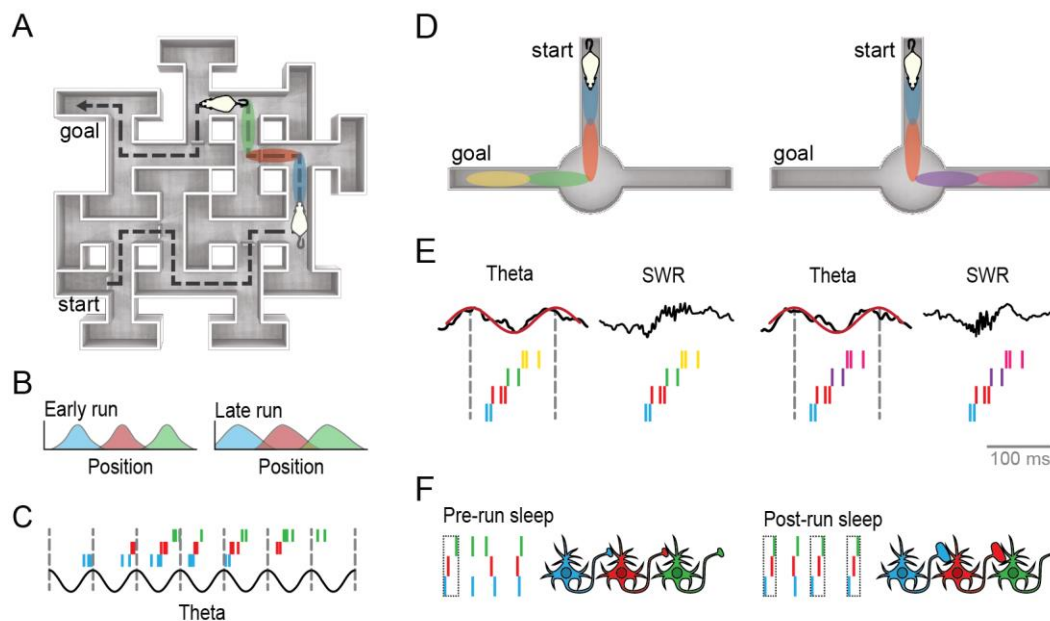 A
goal
start
B
Early run
Late run
Position
Position
C
Theta
D
start
start
goal
goal
E
Theta
SWR
Theta
SWR
100 ms
F
Pre-run sleep
Post-run sleep